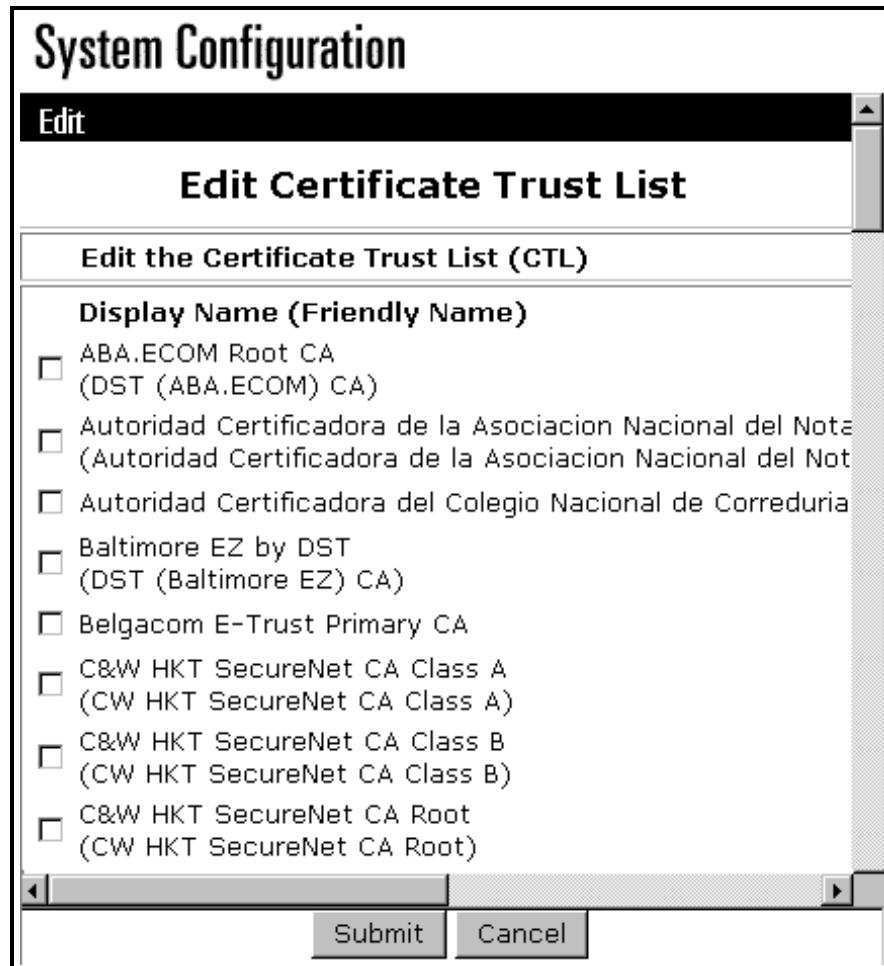 System Configuration
Edit
Edit Certificate Trust List
Edit the Certificate Trust List (CTL)
Display Name (Friendly Name)
ABA.ECOM Root CA
(DST (ABA.ECOM) CA)
Autoridad Certificadora de la Asociacion Nacional del Nota
(Autoridad Certificadora de la Asociacion Nacional del Not
Autoridad Certificadora del Colegio Nacional de Correduria
Baltimore EZ by DST
(DST (Baltimore EZ) CA)
Belgacom E-Trust Primary CA
C&W HKT SecureNet CA Class A
(CW HKT SecureNet CA Class A)
C&W HKT SecureNet CA Class B
(CW HKT SecureNet CA Class B)
C&W HKT SecureNet CA Root
(CW HKT SecureNet CA Root)
Submit Cancel